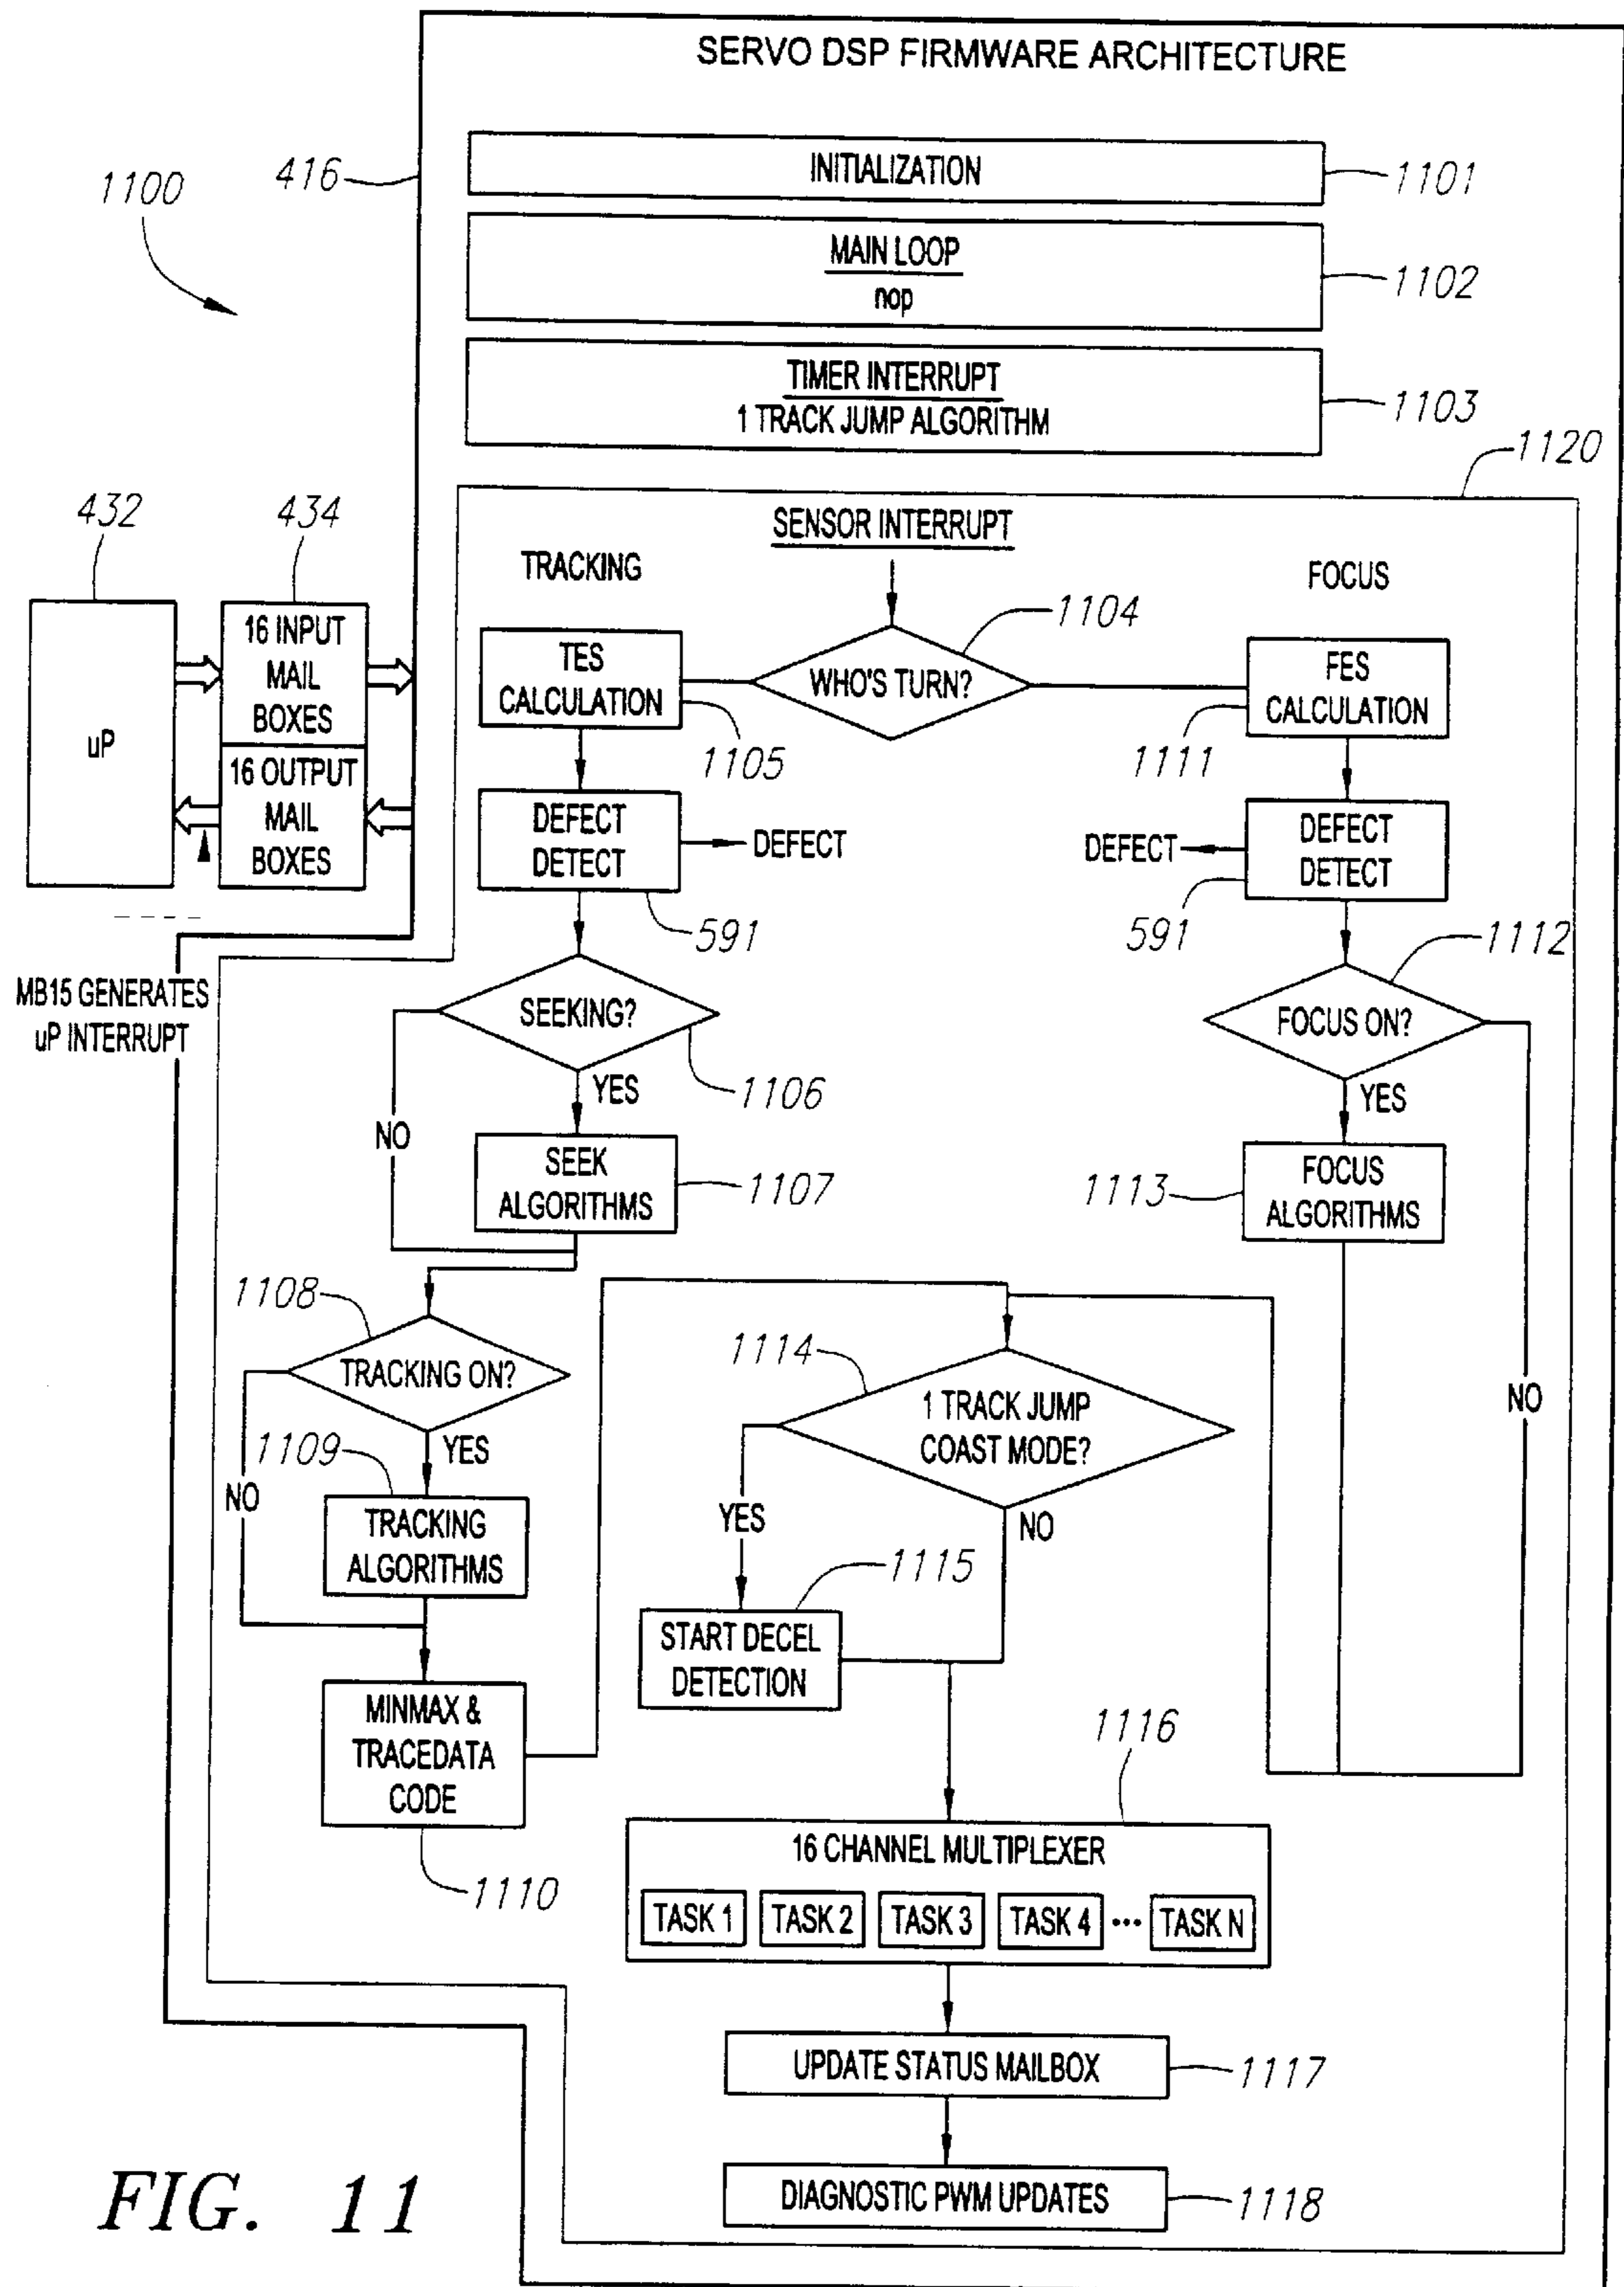 SERVO DSP FIRMWARE ARCHITECTURE
INITIALIZATION
1101
416
1100
MAIN LOOP
nop
1102
TIMER INTERRUPT
1 TRACK JUMP ALGORITHM
1103
1120
432
434
SENSOR INTERRUPT
TRACKING
FOCUS
uP
16 INPUT
MAIL
BOXES
16 OUTPUT
MAIL
BOXES
MB15 GENERATES
uP INTERRUPT
1104
WHO'S TURN?
TES
CALCULATION
1105
FES
CALCULATION
1111
DEFECT
DETECT
DEFECT
591
DEFECT
DEFECT
DETECT
591
SEEKING?
1106
YES
NO
FOCUS ON?
1112
YES
NO
SEEK
ALGORITHMS
1107
FOCUS
ALGORITHMS
1113
1108
TRACKING ON?
YES
NO
1109
TRACKING
ALGORITHMS
MINMAX &
TRACEDATA
CODE
1110
1114
1 TRACK JUMP
COAST MODE?
YES
NO
1115
START DECEL
DETECTION
1116
16 CHANNEL MULTIPLEXER
TASK 1 TASK 2 TASK 3 TASK 4 ••• TASK N
UPDATE STATUS MAILBOX
1117
DIAGNOSTIC PWM UPDATES
1118
FIG. 11